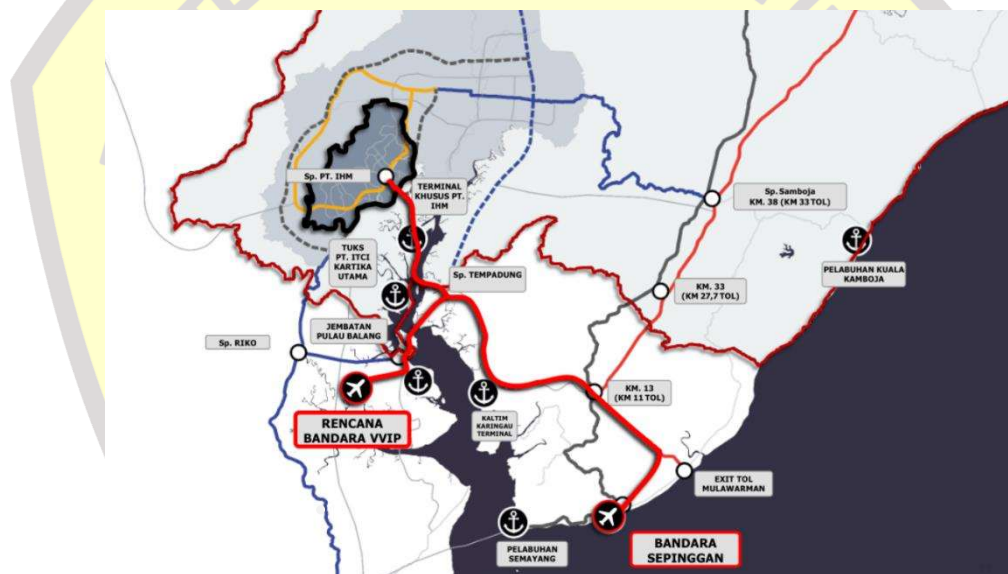 Sp. PT. IHM
TERMINAL
KHUSUS PT.
IHM
Sp. Samboja
KM. 38 (KM 33 TOL)
TUKS
PT. ITCI
KARTIKA
UTAMA
Sp. TEMPADUNG
PELABUHAN KUALA
KAMBOJA
KM. 33
(KM 27,7 TOL)
JEMBATAN
PULAU BALANG
Sp. RIKO
KM. 13
(KM 11 TOL)
RENCANA
BANDARA VVIP
KALTIM
KARINGAU
TERMINAL
EXIT TOL
MULAWARMAN
PELABUHAN
SEMAYANG
BANDARA
SEPINGGAN